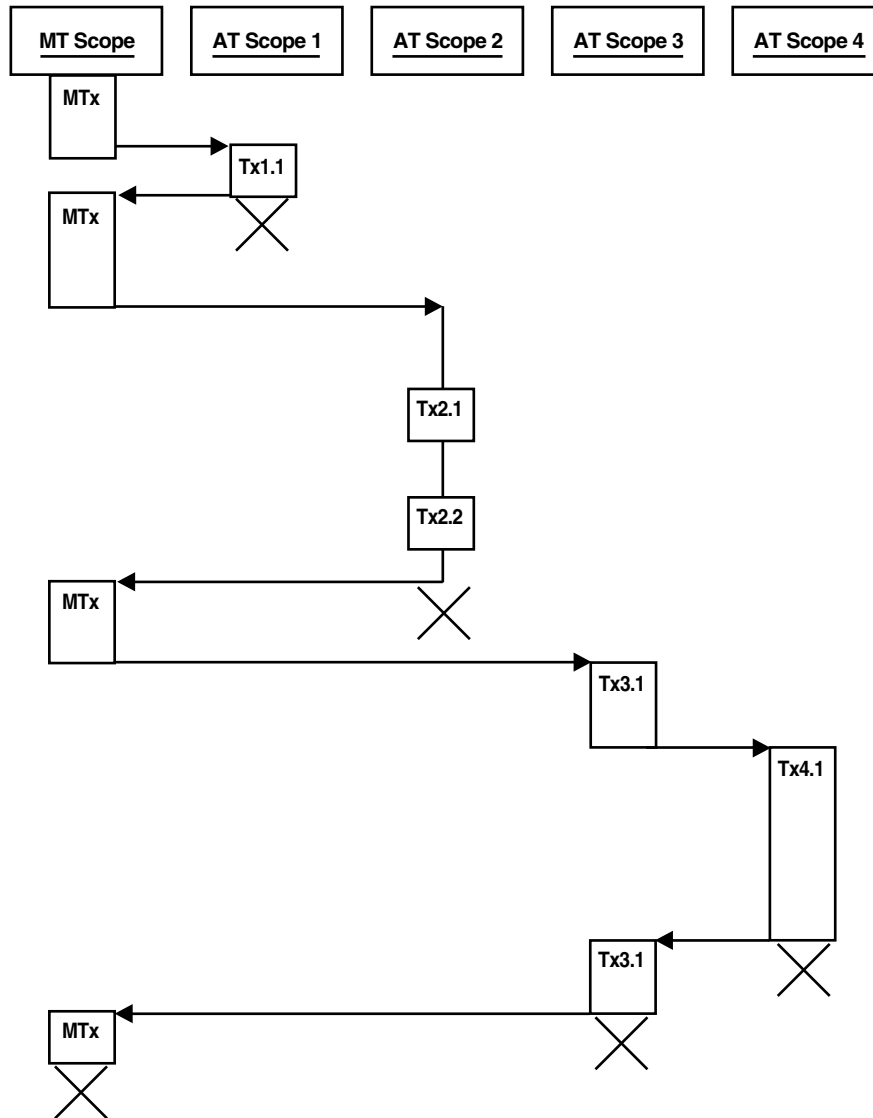 MT Scope
AT Scope 1
AT Scope 2
AT Scope 3
AT Scope 4
MTx
Tx1.1
MTx
Tx2.1
Tx2.2
MTx
Tx3.1
Tx4.1
Tx3.1
MTx